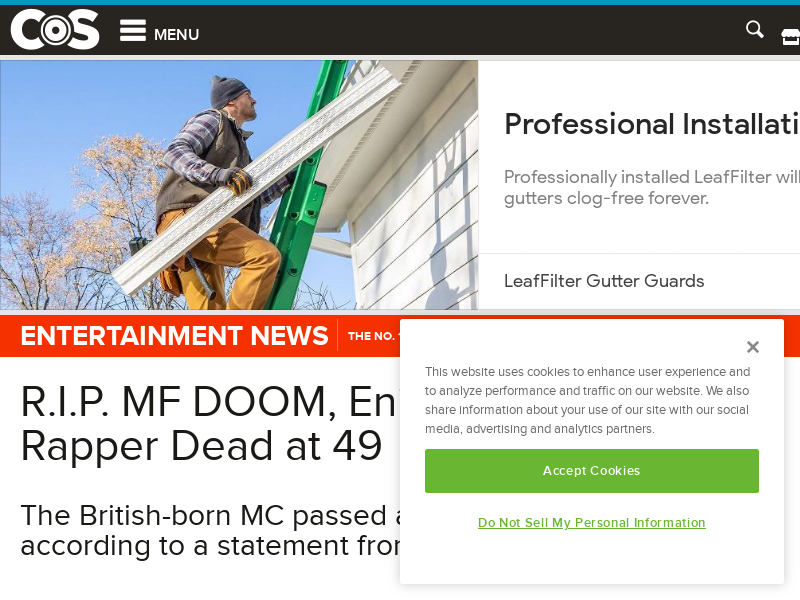 COS
MENU
Professional Installati
Professionally installed LeafFilter will
gutters clog-free forever.
LeafFilter Gutter Guards
ENTERTAINMENT NEWS
THE NO.
R.I.P. MF DOOM,
Rapper Dead at 49
The British-born MC passed
according to a statement
This website uses cookies to enhance user experience and
to analyze performance and traffic on our website. We also
share information about your use of our site with our social
media, advertising and analytics partners.
Accept Cookies
Do Not Sell My Personal Information